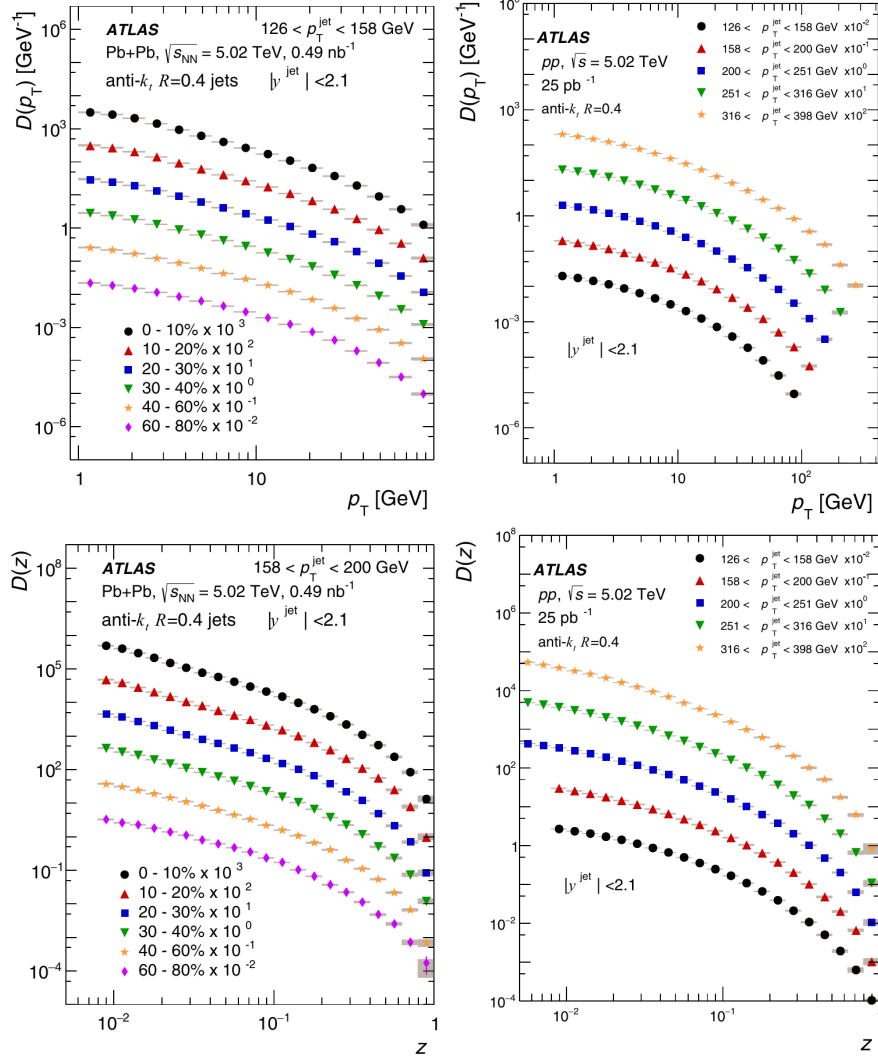 ATLAS 126 < p_T^jet < 158 GeV
Pb+Pb, √s_NN = 5.02 TeV, 0.49 nb^-1
anti-k_t R=0.4 jets |y^jet| <2.1
D(p_T) [GeV^-1]
10^6
10^3
1
10^-3
10^-6
0 - 10% x 10^3
10 - 20% x 10^2
20 - 30% x 10^1
30 - 40% x 10^0
40 - 60% x 10^-1
60 - 80% x 10^-2
1 10
p_T [GeV]
ATLAS
pp, √s = 5.02 TeV
25 pb^-1
anti-k_t R=0.4
126 < p_T^jet < 158 GeV x10^-2
158 < p_T^jet < 200 GeV x10^-1
200 < p_T^jet < 251 GeV x10^0
251 < p_T^jet < 316 GeV x10^1
316 < p_T^jet < 398 GeV x10^2
D(p_T) [GeV^-1]
10^8
10^4
1
10^-3
10^-6
|y^jet| <2.1
1 10 10^2
p_T [GeV]
ATLAS 158 < p_T^jet < 200 GeV
Pb+Pb, √s_NN = 5.02 TeV, 0.49 nb^-1
anti-k_t R=0.4 jets |y^jet| <2.1
D(z)
10^8
10^5
10^2
10^-1
10^-4
0 - 10% x 10^3
10 - 20% x 10^2
20 - 30% x 10^1
30 - 40% x 10^0
40 - 60% x 10^-1
60 - 80% x 10^-2
10^-2 10^-1 1
z
ATLAS
pp, √s = 5.02 TeV
25 pb^-1
anti-k_t R=0.4
126 < p_T^jet < 158 GeV x10^-2
158 < p_T^jet < 200 GeV x10^-1
200 < p_T^jet < 251 GeV x10^0
251 < p_T^jet < 316 GeV x10^1
316 < p_T^jet < 398 GeV x10^2
D(z)
10^8
10^6
10^4
10^2
1
10^-2
10^-4
|y^jet| <2.1
10^-2 10^-1 1
z